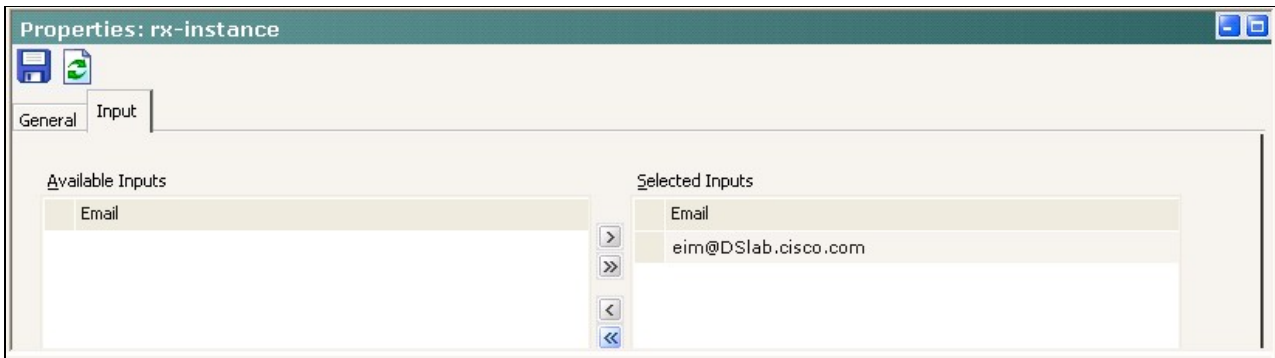 Properties: rx-instance
General
Input
Available Inputs
Selected Inputs
Email
Email
eim@DSlab.cisco.com
>
>>
<
<<